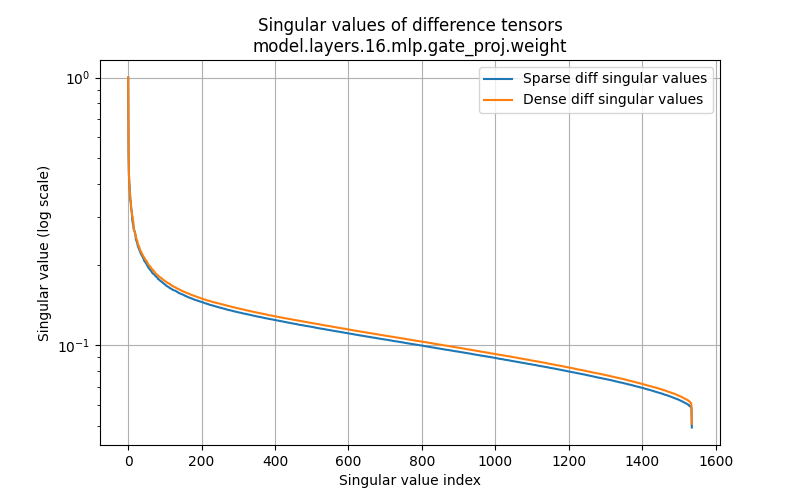 Singular values of difference tensors
model.layers.16.mlp.gate_proj.weight
Sparse diff singular values
Dense diff singular values
Singular value (log scale)
10⁰
10⁻¹
0 200 400 600 800 1000 1200 1400 1600
Singular value index